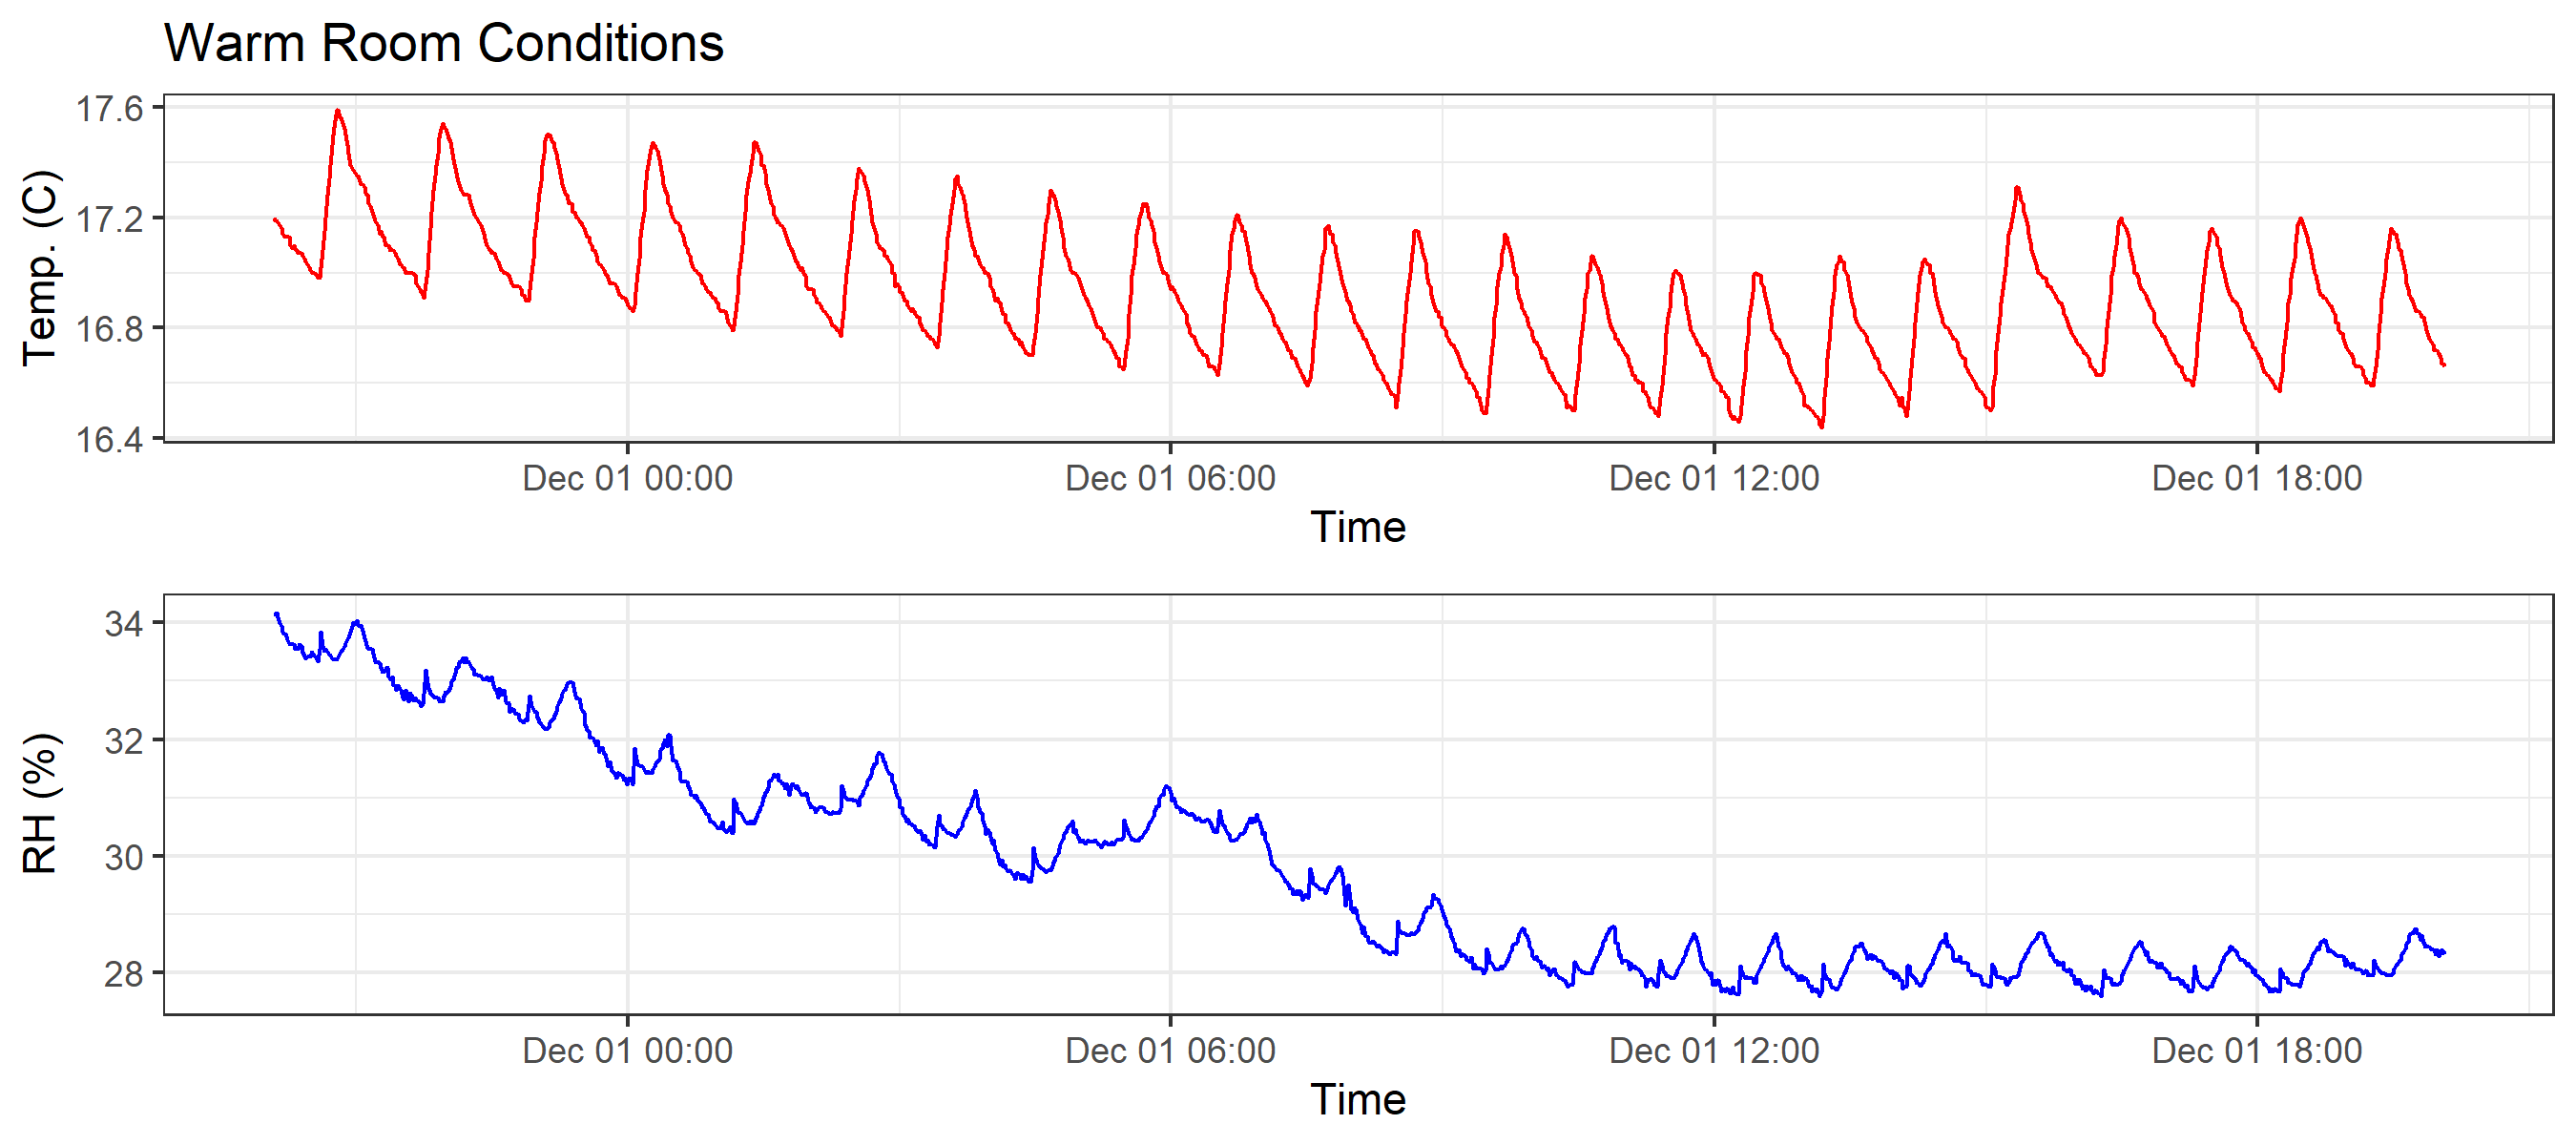 Warm Room Conditions
Temp. (C)
17.6
17.2
16.8
16.4
Dec 01 00:00 Dec 01 06:00 Dec 01 12:00 Dec 01 18:00
Time
RH (%)
34
32
30
28
Dec 01 00:00 Dec 01 06:00 Dec 01 12:00 Dec 01 18:00
Time